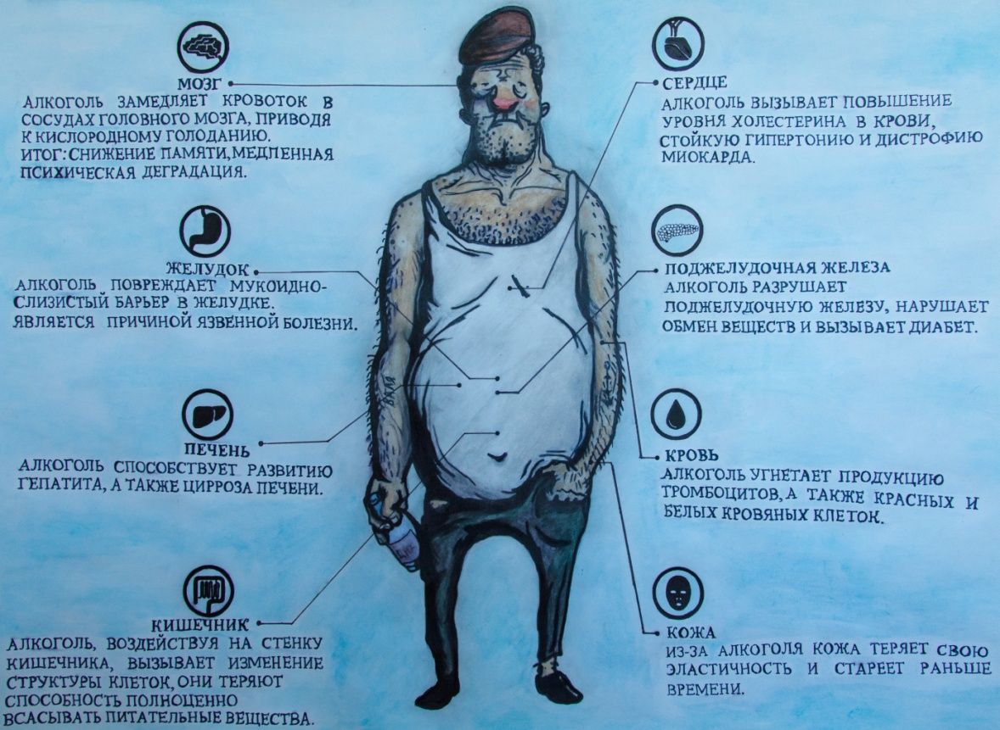 МОЗГ
АЛКОГОЛЬ ЗАМЕДЛЯЕТ КРОВОТОК В
СОСУДАХ ГОЛОВНОГО МОЗГА, ПРИВОДЯ
К КИСЛОРОДНОМУ ГОЛОДАНИЮ.
ИТОГ: СНИЖЕНИЕ ПАМЯТИ, МЕДЛЕННАЯ
ПСИХИЧЕСКАЯ ДЕГРАДАЦИЯ.
ЖЕЛУДОК
АЛКОГОЛЬ ПОВРЕЖДАЕТ МУКОИДНО-
СЛИЗИСТЫЙ БАРЬЕР В ЖЕЛУДКЕ.
ЯВЛЯЕТСЯ ПРИЧИНОЙ ЯЗВЕННОЙ БОЛЕЗНИ.
ПЕЧЕНЬ
АЛКОГОЛЬ СПОСОБСТВУЕТ РАЗВИТИЮ
ГЕПАТИТА, А ТАКЖЕ ЦИРРОЗА ПЕЧЕНИ.
КИШЕЧНИК
АЛКОГОЛЬ, ВОЗДЕЙСТВУЯ НА СТЕНКУ
КИШЕЧНИКА, ВЫЗЫВАЕТ ИЗМЕНЕНИЕ
СТРУКТУРЫ КЛЕТОК, ОНИ ТЕРЯЮТ
СПОСОБНОСТЬ ПОЛНОЦЕННО
ВСАСЫВАТЬ ПИТАТЕЛЬНЫЕ ВЕЩЕСТВА.
ВАЛЯ
СЕРДЦЕ
АЛКОГОЛЬ ВЫЗЫВАЕТ ПОВЫШЕНИЕ
УРОВНЯ ХОЛЕСТЕРИНА В КРОВИ,
СТОЙКУЮ ГИПЕРТОНИЮ И ДИСТРОФИЮ
МИОКАРДА.
ПОДЖЕЛУДОЧНАЯ ЖЕЛЕЗА
АЛКОГОЛЬ РАЗРУШАЕТ
ПОДЖЕЛУДОЧНУЮ ЖЕЛЕЗУ, НАРУШАЕТ
ОБМЕН ВЕЩЕСТВ И ВЫЗЫВАЕТ ДИАБЕТ.
КРОВЬ
АЛКОГОЛЬ УГНЕТАЕТ ПРОДУКЦИЮ
ТРОМБОЦИТОВ, А ТАКЖЕ КРАСНЫХ И
БЕЛЫХ КРОВЯНЫХ КЛЕТОК.
КОЖА
ИЗ-ЗА АЛКОГОЛЯ КОЖА ТЕРЯЕТ СВОЮ
ЭЛАСТИЧНОСТЬ И СТАРЕЕТ РАНЬШЕ
ВРЕМЕНИ.